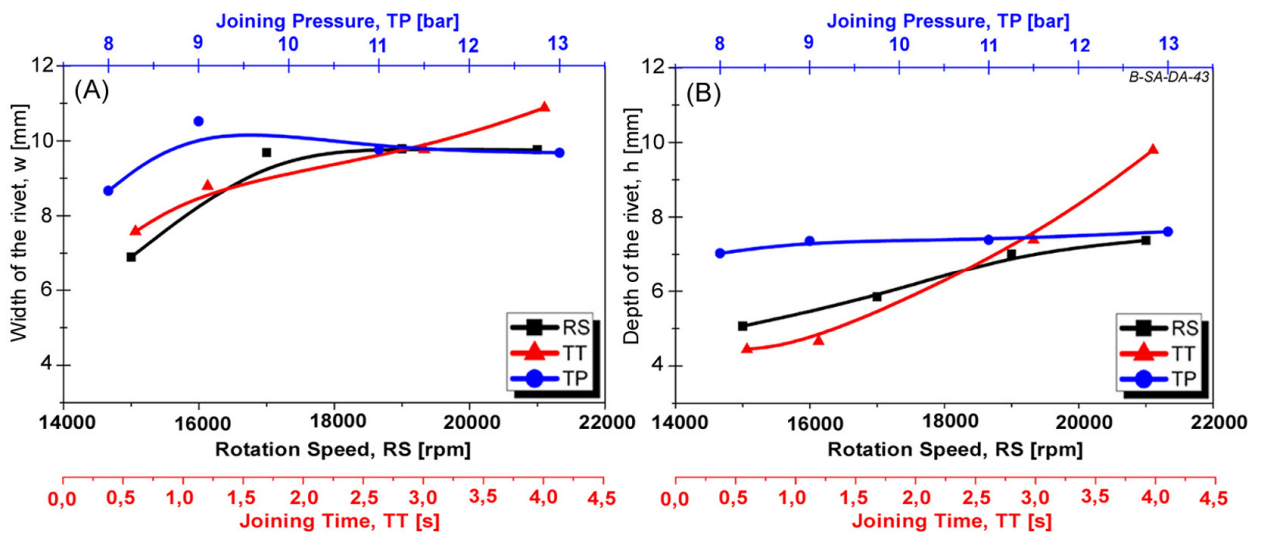 Joining Pressure, TP [bar]
8 9 10 11 12 13
(A)
Width of the rivet, w [mm]
12
10
8
6
4
RS
TT
TP
14000 16000 18000 20000 22000
Rotation Speed, RS [rpm]
0,0 0,5 1,0 1,5 2,0 2,5 3,0 3,5 4,0 4,5
Joining Time, TT [s]
Joining Pressure, TP [bar]
8 9 10 11 12 13
B-SA-DA-43
(B)
Depth of the rivet, h [mm]
12
10
8
6
4
RS
TT
TP
14000 16000 18000 20000 22000
Rotation Speed, RS [rpm]
0,0 0,5 1,0 1,5 2,0 2,5 3,0 3,5 4,0 4,5
Joining Time, TT [s]